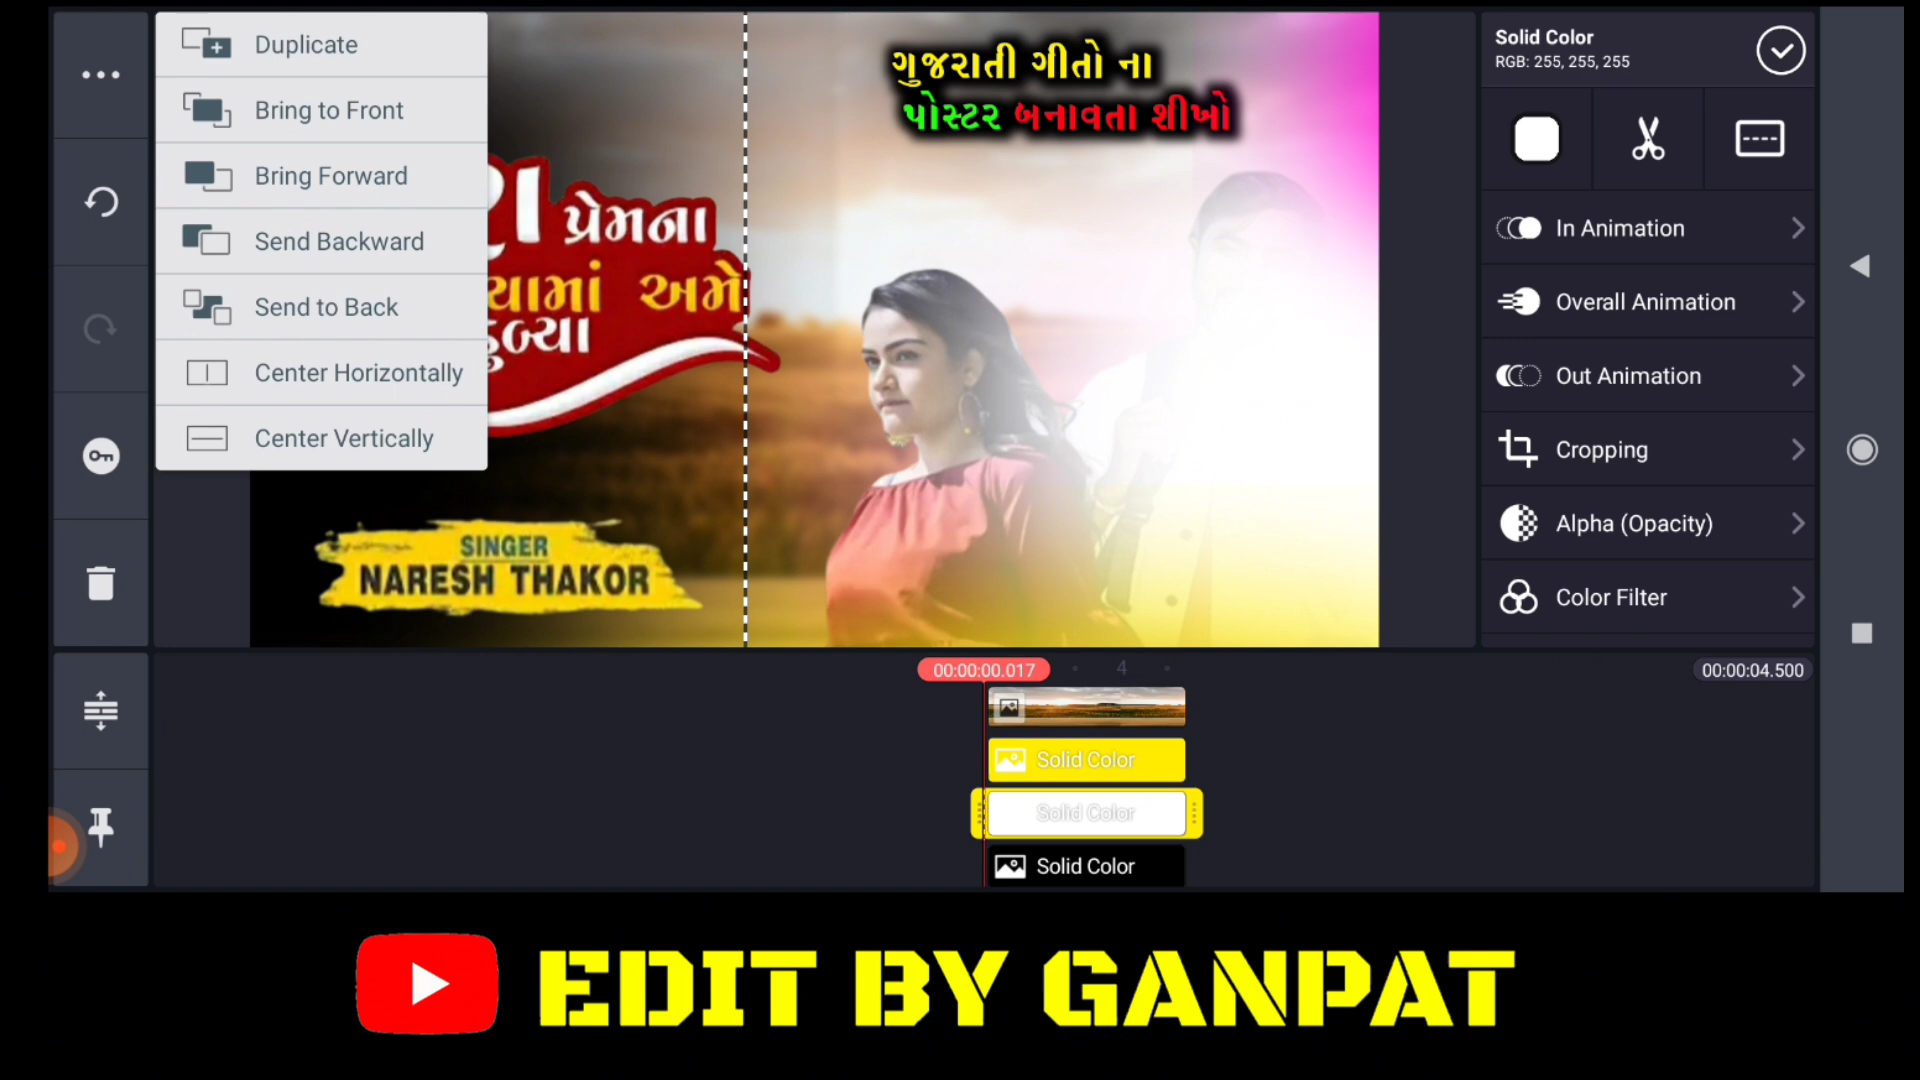 Duplicate
Bring to Front
Bring Forward
Send Backward
Send to Back
Center Horizontally
Center Vertically
ગુજરાતી ગીતો ના
પોસ્ટર બનાવતા શીખો
પ્રેમના
અમે
ડુબ્યા
SINGER
NARESH THAKOR
Solid Color
RGB: 255, 255, 255
In Animation
Overall Animation
Out Animation
Cropping
Alpha (Opacity)
Color Filter
00:00:00.017
4
00:00:04.500
Solid Color
Solid Color
Solid Color
EDIT BY GANPAT